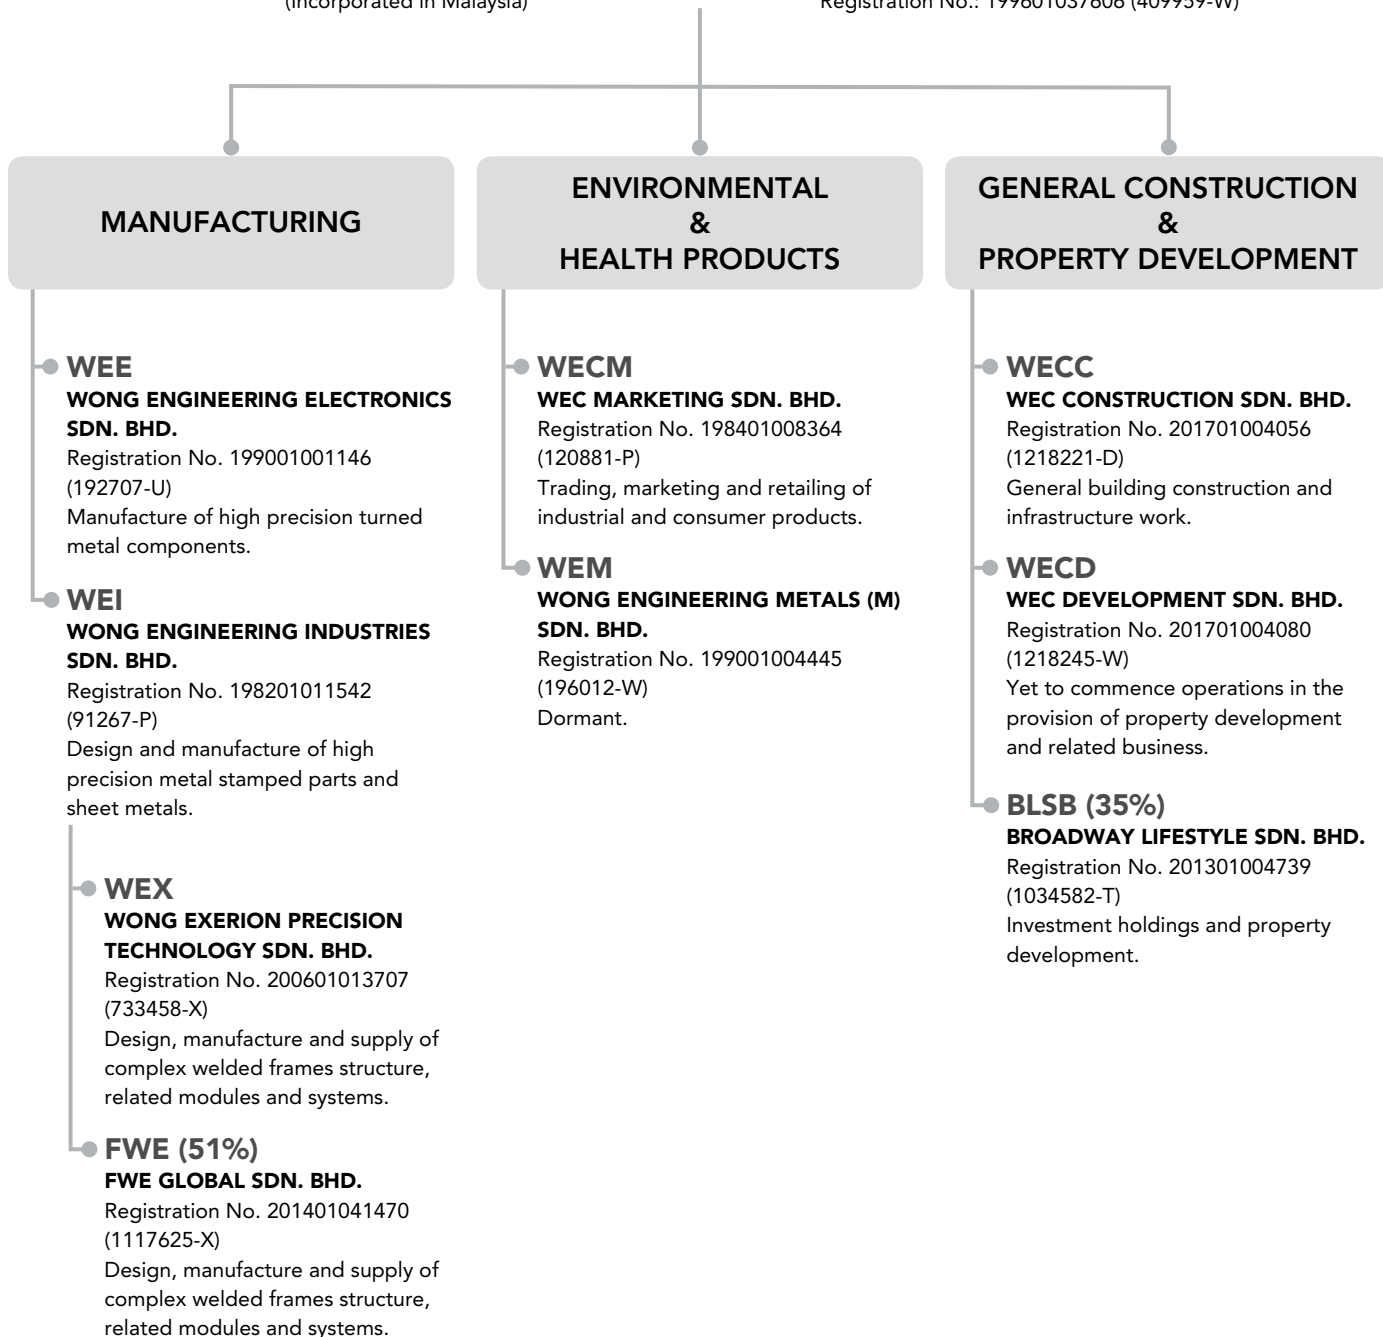 (Incorporated in Malaysia)
Registration No.: 199601037606 (409959-W)
MANUFACTURING
WEE
WONG ENGINEERING ELECTRONICS
SDN. BHD.
Registration No. 199001001146
(192707-U)
Manufacture of high precision turned
metal components.
WEI
WONG ENGINEERING INDUSTRIES
SDN. BHD.
Registration No. 198201011542
(91267-P)
Design and manufacture of high
precision metal stamped parts and
sheet metals.
WEX
WONG EXERION PRECISION
TECHNOLOGY SDN. BHD.
Registration No. 200601013707
(733458-X)
Design, manufacture and supply of
complex welded frames structure,
related modules and systems.
FWE (51%)
FWE GLOBAL SDN. BHD.
Registration No. 201401041470
(1117625-X)
Design, manufacture and supply of
complex welded frames structure,
related modules and systems.
ENVIRONMENTAL
&
HEALTH PRODUCTS
WECM
WEC MARKETING SDN. BHD.
Registration No. 198401008364
(120881-P)
Trading, marketing and retailing of
industrial and consumer products.
WEM
WONG ENGINEERING METALS (M)
SDN. BHD.
Registration No. 199001004445
(196012-W)
Dormant.
GENERAL CONSTRUCTION
&
PROPERTY DEVELOPMENT
WECC
WEC CONSTRUCTION SDN. BHD.
Registration No. 201701004056
(1218221-D)
General building construction and
infrastructure work.
WECD
WEC DEVELOPMENT SDN. BHD.
Registration No. 201701004080
(1218245-W)
Yet to commence operations in the
provision of property development
and related business.
BLSB (35%)
BROADWAY LIFESTYLE SDN. BHD.
Registration No. 201301004739
(1034582-T)
Investment holdings and property
development.